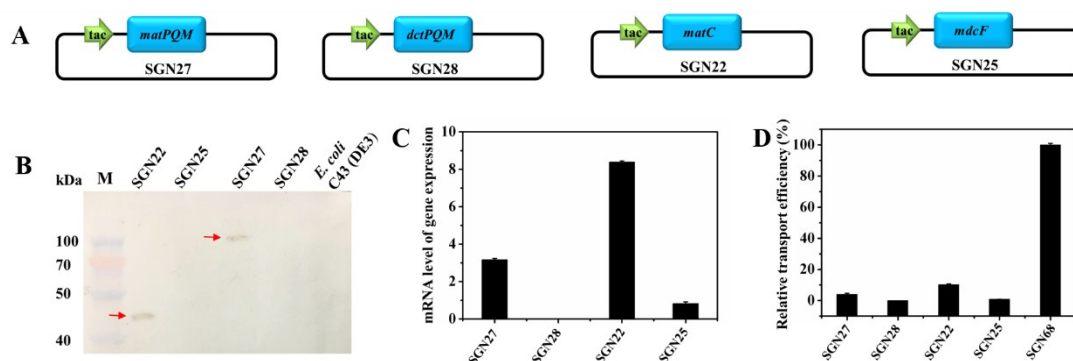 A
tac matPQM
SGN27
tac dctPQM
SGN28
tac matC
SGN22
tac mdcF
SGN25
B
kDa M SGN22 SGN25 SGN27 SGN28 E. coli
C43 (DE3)
100
70
50
40
C
mRNA level of gene expression
10
8
6
4
2
0
SGN27 SGN28 SGN22 SGN25
D
Relative transport efficiency (%)
100
80
60
40
20
10
0
SGN27 SGN28 SGN22 SGN25 SGN68